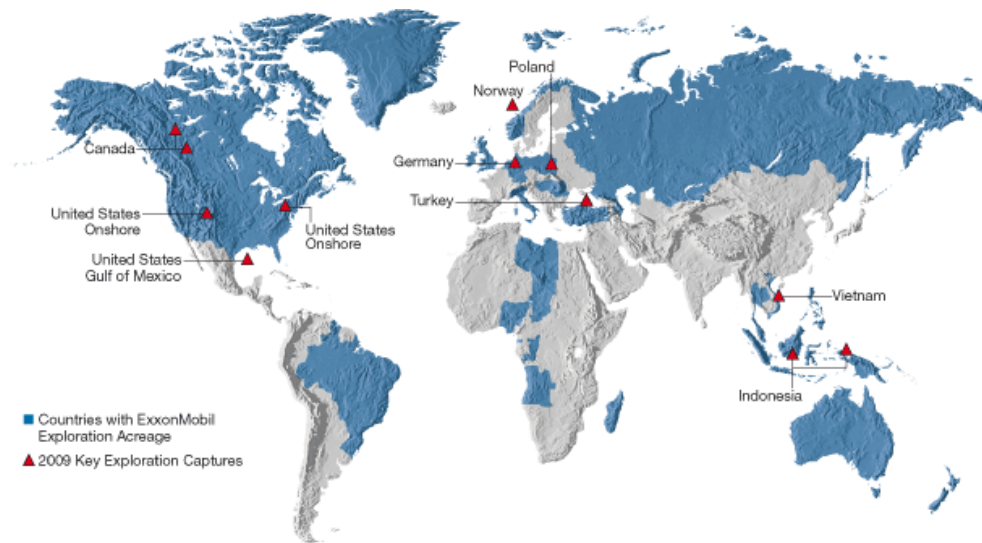 Poland
Norway
Canada
Germany
Turkey
United States
Onshore
United States
Onshore
United States
Gulf of Mexico
Vietnam
Indonesia
Countries with ExxonMobil
Exploration Acreage
2009 Key Exploration Captures